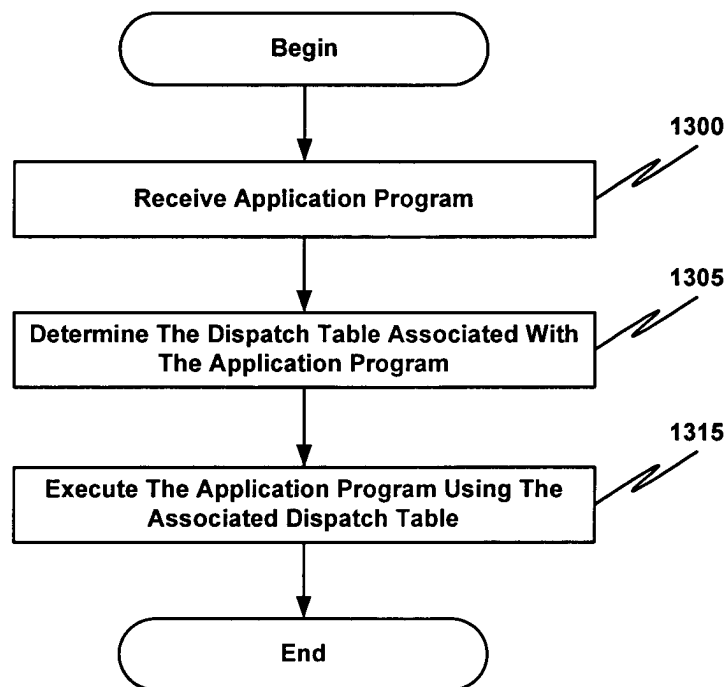 Begin
1300
Receive Application Program
1305
Determine The Dispatch Table Associated With
The Application Program
1315
Execute The Application Program Using The
Associated Dispatch Table
End